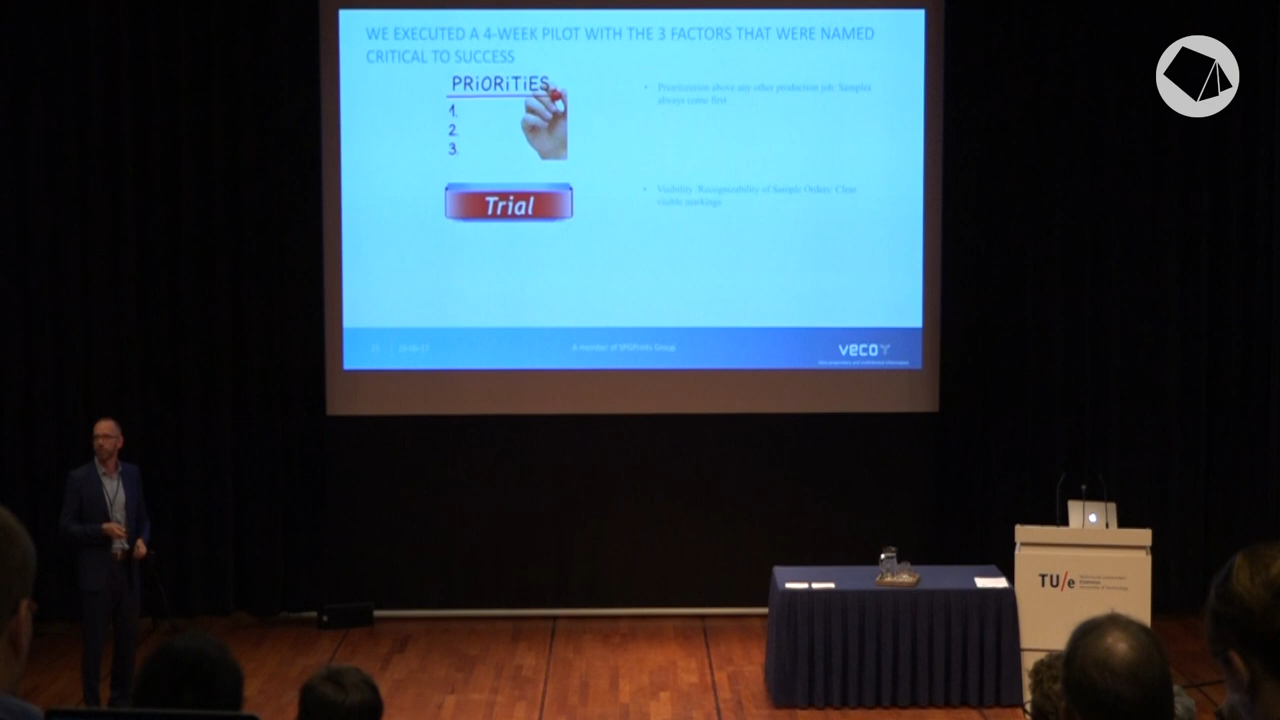 WE EXECUTED A 4-WEEK PILOT WITH THE 3 FACTORS THAT WERE NAMED
CRITICAL TO SUCCESS
PRiORiTiES
1.
2.
3.
Prioritization above any other production job: Samples
always come first
Trial
Visibility /Recognizability of Sample Orders: Clear
visible markings
A member of SPGPrints Group
veco
TU/e